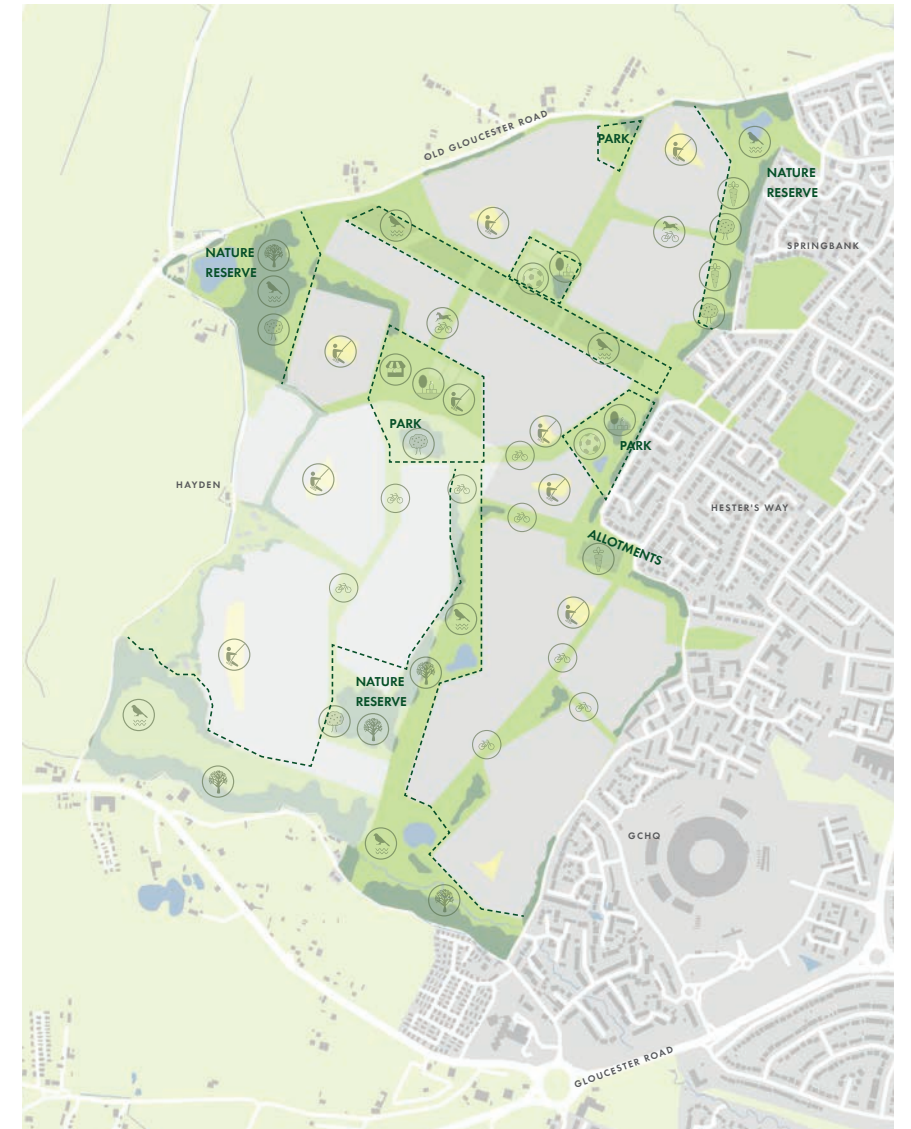 OLD GLOUCESTER ROAD
PARK
NATURE
RESERVE
SPRINGBANK
NATURE
RESERVE
PARK
PARK
HAYDEN
HESTER'S WAY
ALLOTMENTS
NATURE
RESERVE
GCHQ
GLOUCESTER ROAD